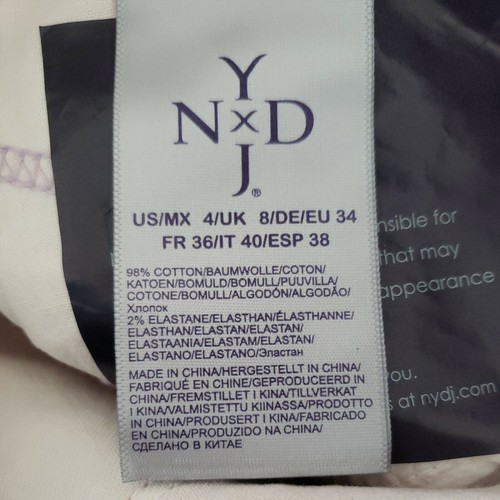 Y
N x D
J®
US/MX 4/UK 8/DE/EU 34
FR 36/IT 40/ESP 38
98% COTTON/BAUMWOLLE/COTON/
KATOEN/BOMULD/BOMULL/PUUVILLA/
COTONE/BOMULL/ALGODÓN/ALGODÃO/
Хлопок
2% ELASTANE/ELASTHAN/ÉLASTHANNE/
ELASTHAN/ELASTAN/ELASTAN/
ELASTAANIA/ELASTAM/ELASTAN/
ELASTANO/ELASTANO/Эластан
MADE IN CHINA/HERGESTELLT IN CHINA/
FABRIQUÉ EN CHINE/GEPRODUCEERD IN
CHINA/FREMSTILLET I KINA/TILLVERKAT
I KINA/VALMISTETTU KIINASSA/PRODOTTO
IN CHINA/PRODUSERT I KINA/FABRICADO
EN CHINA/PRODUZIDO NA CHINA/
СДЕЛАНО В КИТАЕ
nsible for
that may
appearance
ou.
at nydj.com